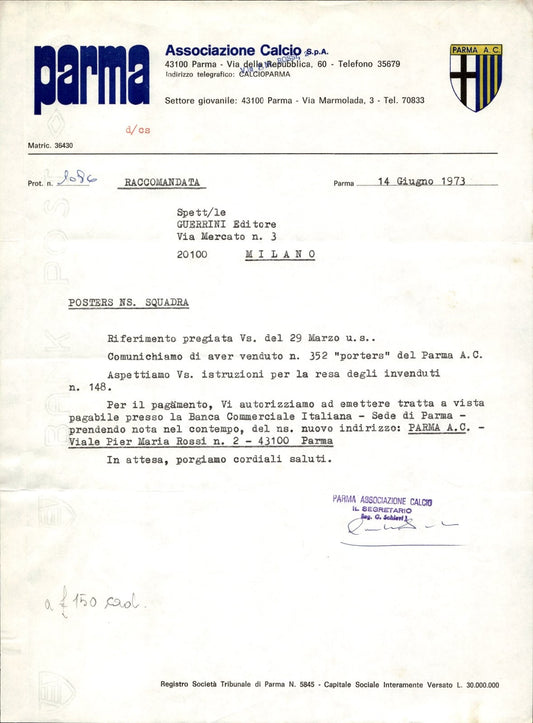 parma
Associazione Calcio S.p.A.
43100 Parma - Via della Repubblica, 60 - Telefono 35679
Indirizzo telegrafico: CALCIOPARMA
Settore giovanile: 43100 Parma - Via Marmolada, 3 - Tel. 70833
PARMA A.C.
d/cs
Matric. 36430
Prot. n. 1086 RACCOMANDATA Parma 14 Giugno 1973
Spett/le
GUERRINI Editore
Via Mercato n. 3
20100 MILANO
POSTERS NS. SQUADRA
Riferimento pregiata Vs. del 29 Marzo u.s..
Comunichiamo di aver venduto n. 352 "porters" del Parma A.C.
Aspettiamo Vs. istruzioni per la resa degli invenduti
n. 148.
Per il pagamento, Vi autorizziamo ad emettere tratta a vista
pagabile presso la Banca Commerciale Italiana - Sede di Parma -
prendendo nota nel contempo, del ns. nuovo indirizzo: PARMA A.C. -
Viale Pier Maria Rossi n. 2 - 43100 Parma
In attesa, porgiamo cordiali saluti.
PARMA ASSOCIAZIONE CALCIO
IL SEGRETARIO
a £ 150 cad.
Registro Società Tribunale di Parma N. 5845 - Capitale Sociale Interamente Versato L. 30.000.000